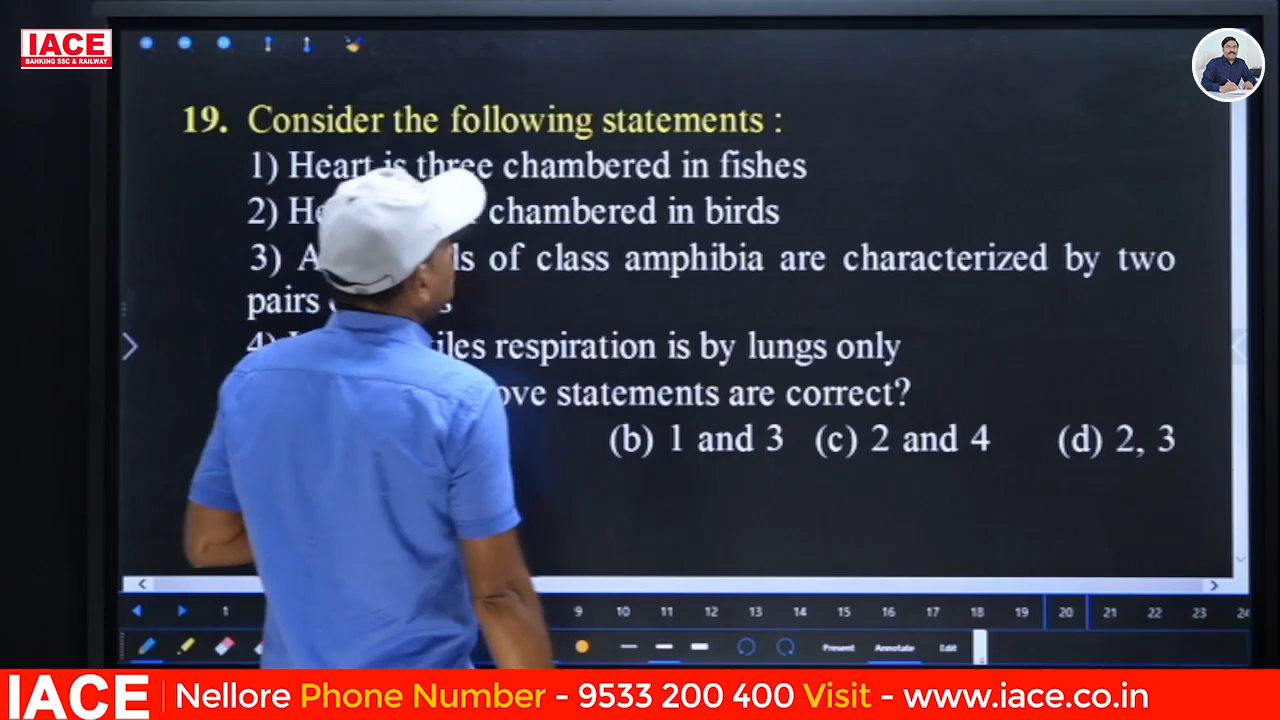 IACE
BANKING SSC & RAILWAY
19. Consider the following statements :
1) Heart is three chambered in fishes
2) chambered in birds
3) of class amphibia are characterized by two
pairs
4) respiration is by lungs only
statements are correct?
(b) 1 and 3 (c) 2 and 4 (d) 2, 3
1 9 10 11 12 13 14 15 16 17 18 19 20 21 22 23 24
Present Annotate Edit
IACE Nellore Phone Number - 9533 200 400 Visit - www.iace.co.in